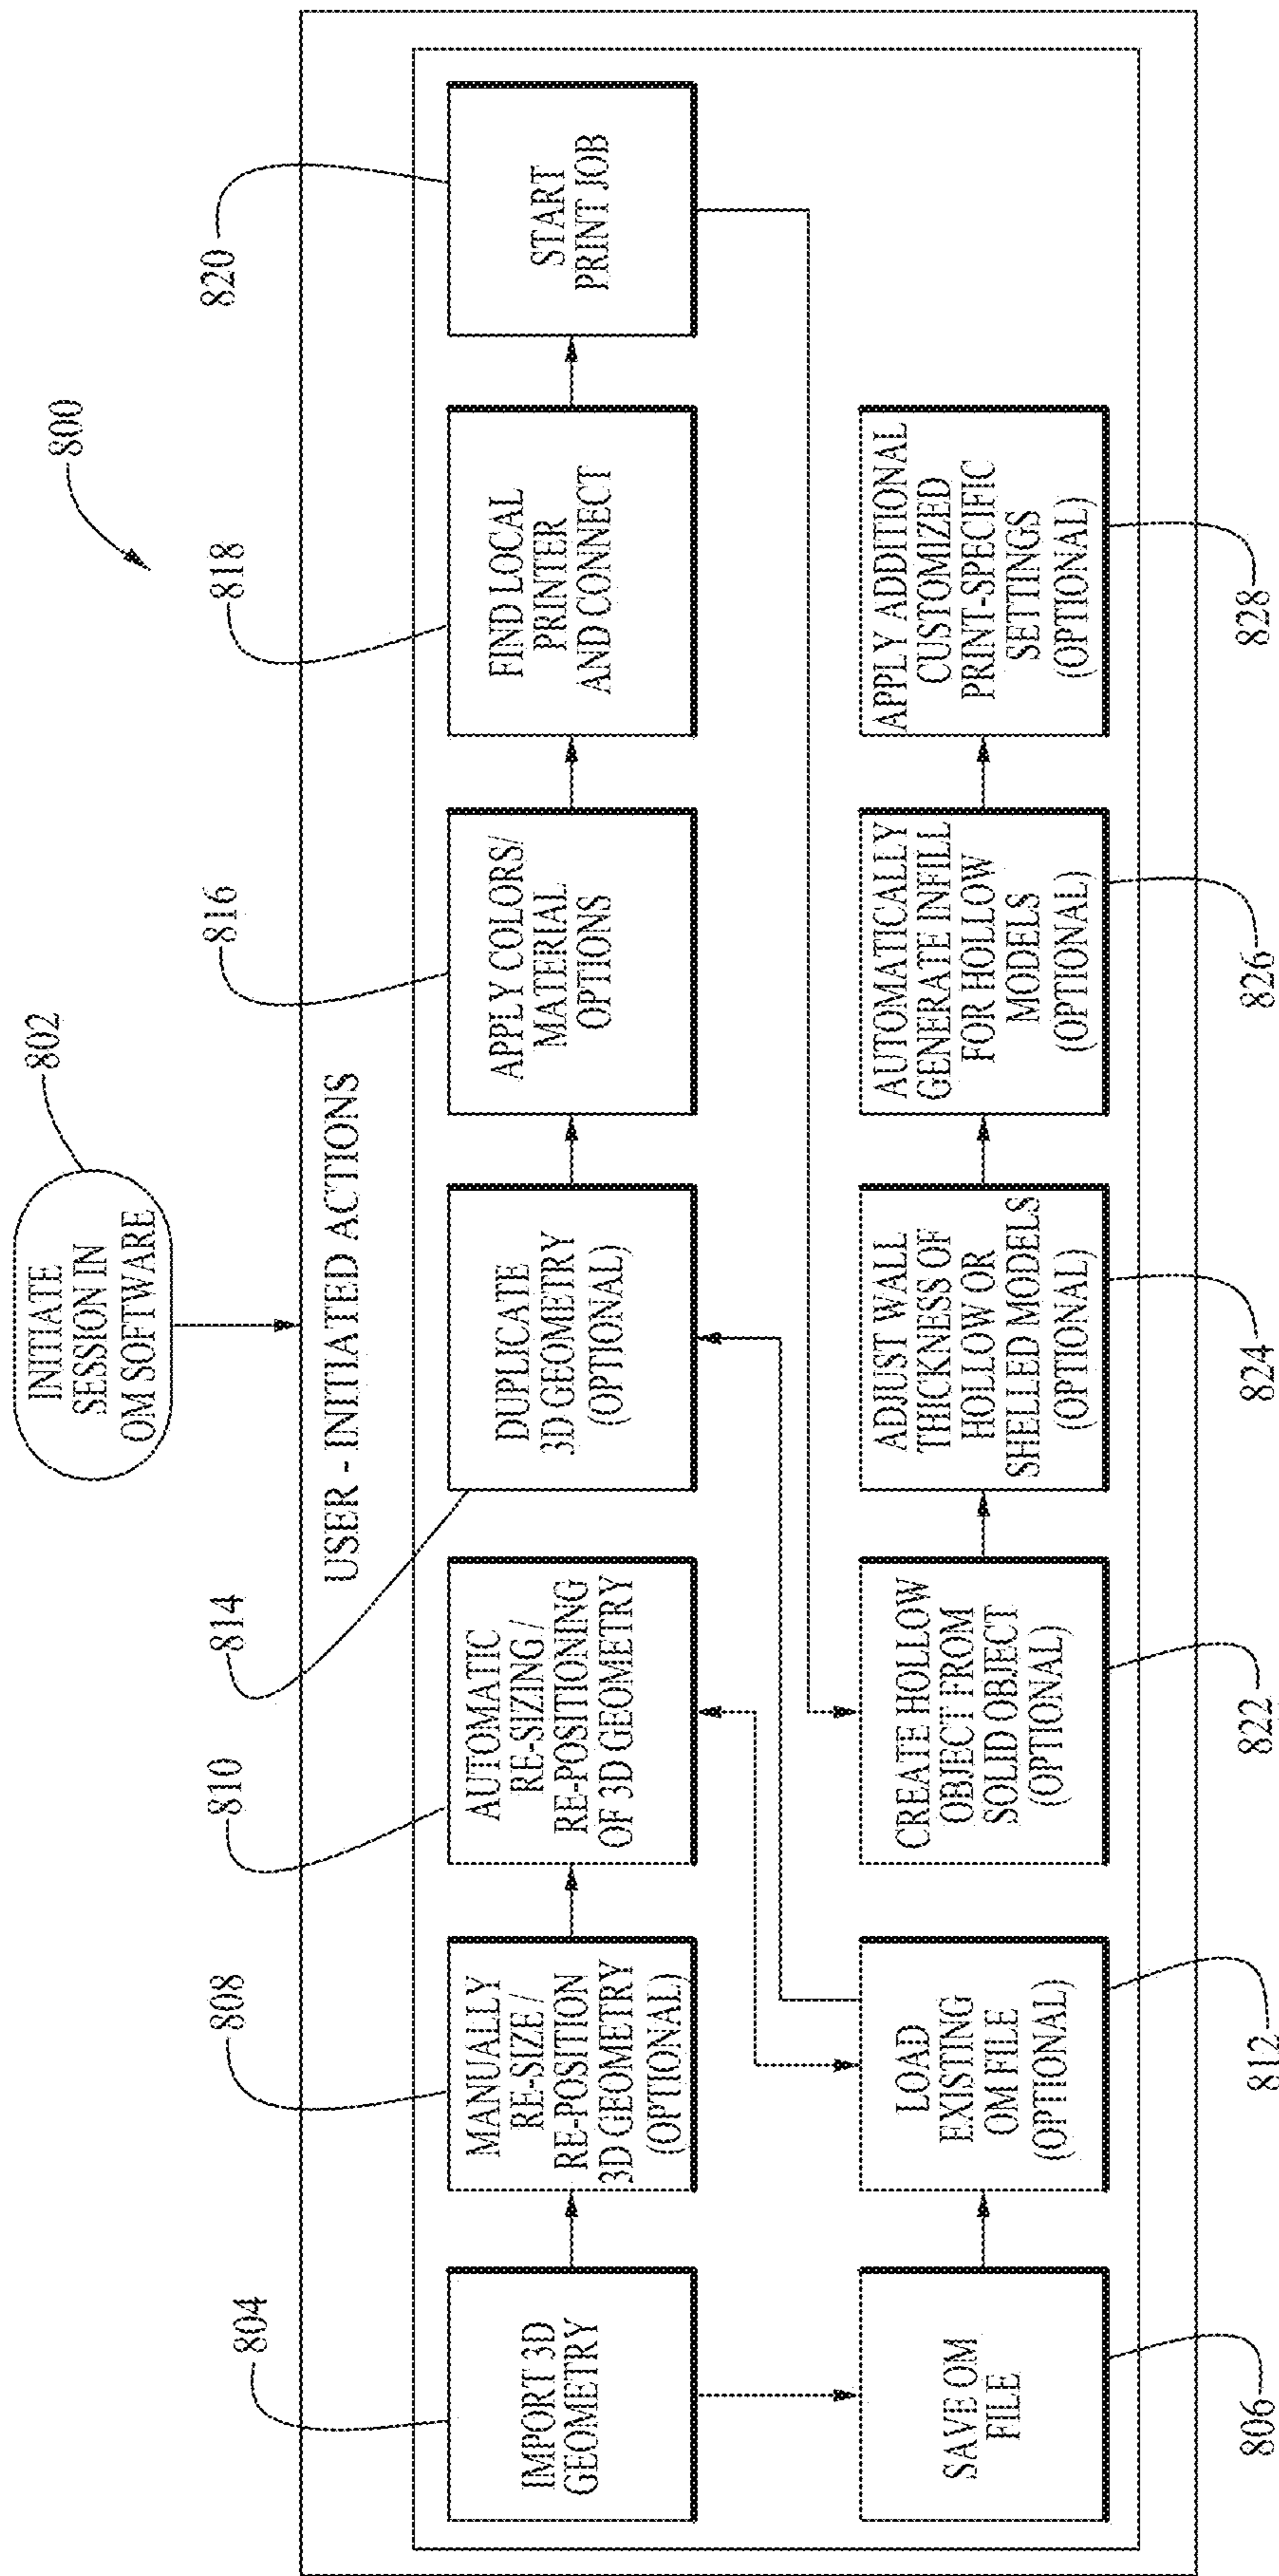 800
INITIATE
SESSION IN
OM SOFTWARE
802
USER - INITIATED ACTIONS
804
IMPORT 3D
GEOMETRY
808
MANUALLY
RE-SIZE /
RE-POSITION
3D GEOMETRY
(OPTIONAL)
810
AUTOMATIC
RE-SIZING /
RE-POSITIONING
OF 3D GEOMETRY
814
DUPLICATE
3D GEOMETRY
(OPTIONAL)
816
APPLY COLORS/
MATERIAL
OPTIONS
818
FIND LOCAL
PRINTER
AND CONNECT
820
START
PRINT JOB
SAVE OM
FILE
806
LOAD
EXISTING
OM FILE
(OPTIONAL)
812
CREATE HOLLOW
OBJECT FROM
SOLID OBJECT
(OPTIONAL)
822
ADJUST WALL
THICKNESS OF
HOLLOW OR
SHELLED MODELS
(OPTIONAL)
824
AUTOMATICALLY
GENERATE INFILL
FOR HOLLOW
MODELS
(OPTIONAL)
826
APPLY ADDITIONAL
CUSTOMIZED
PRINT-SPECIFIC
SETTINGS
(OPTIONAL)
828